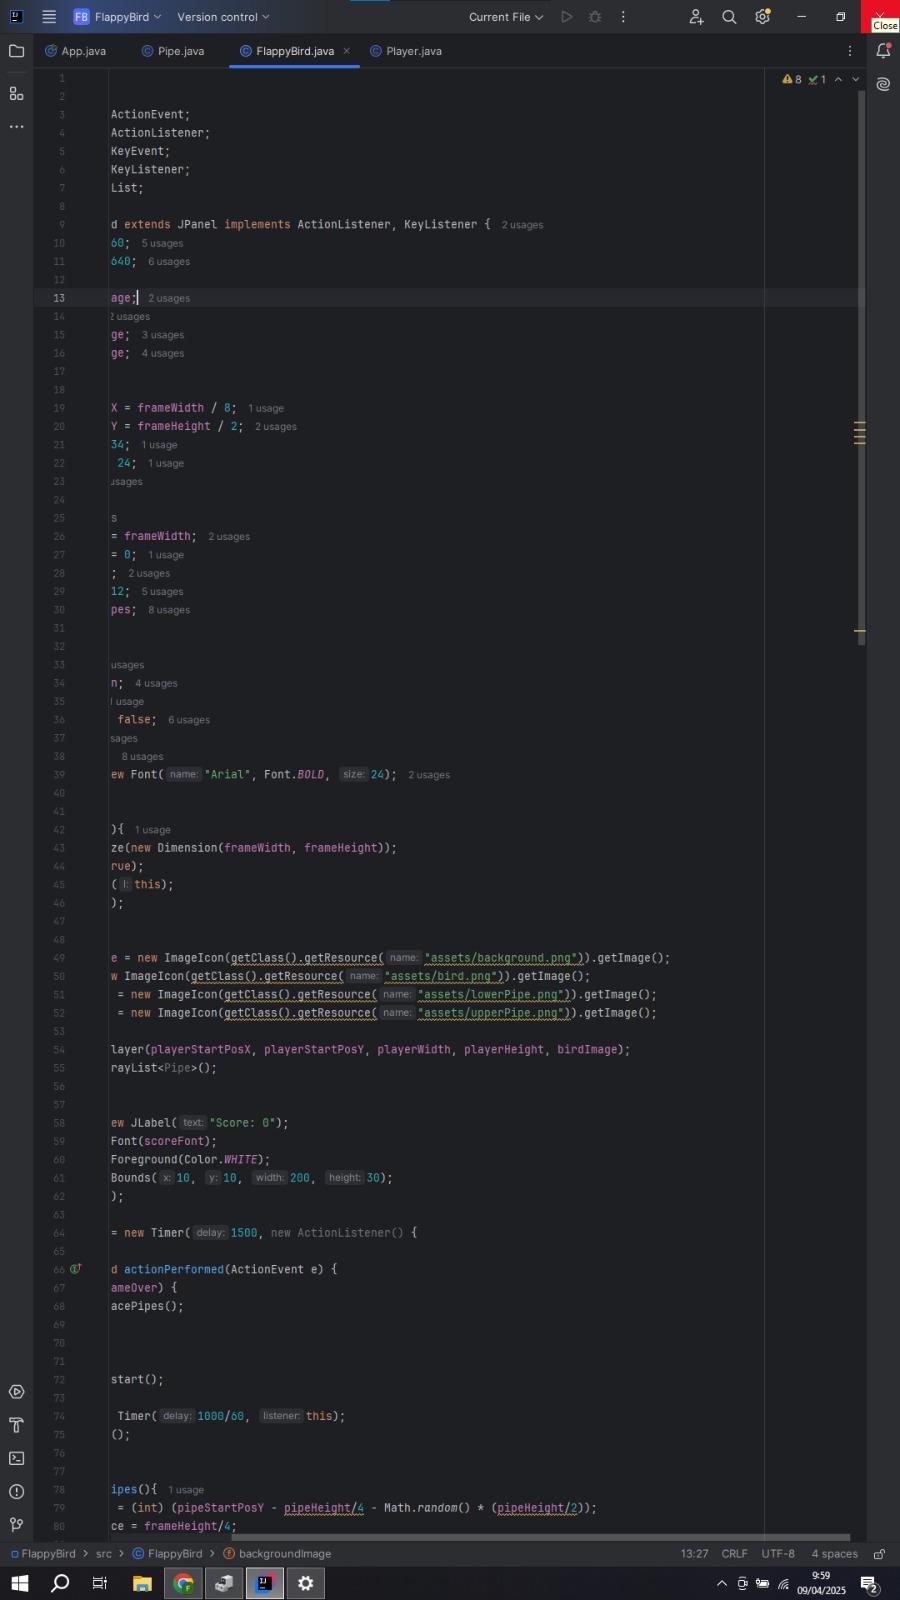 FB FlappyBird Version control Current File
Close
App.java Pipe.java FlappyBird.java Player.java
8 1
1
2
3 ActionEvent;
4 ActionListener;
5 KeyEvent;
6 KeyListener;
7 List;
8
9 d extends JPanel implements ActionListener, KeyListener { 2 usages
10 60; 5 usages
11 640; 6 usages
12
13 age; 2 usages
14 2 usages
15 ge; 3 usages
16 ge; 4 usages
17
18
19 X = frameWidth / 8; 1 usage
20 Y = frameHeight / 2; 2 usages
21 34; 1 usage
22 24; 1 usage
23 usages
24
25 s
26 = frameWidth; 2 usages
27 = 0; 1 usage
28 ; 2 usages
29 12; 5 usages
30 pes; 8 usages
31
32
33 usages
34 n; 4 usages
35 usage
36 false; 6 usages
37 sages
38 8 usages
39 ew Font( name: "Arial", Font.BOLD, size: 24); 2 usages
40
41
42 ){ 1 usage
43 ze(new Dimension(frameWidth, frameHeight));
44 rue);
45 ( l: this);
46 );
47
48
49 e = new ImageIcon(getClass().getResource( name: "assets/background.png")).getImage();
50 w ImageIcon(getClass().getResource( name: "assets/bird.png")).getImage();
51 = new ImageIcon(getClass().getResource( name: "assets/lowerPipe.png")).getImage();
52 = new ImageIcon(getClass().getResource( name: "assets/upperPipe.png")).getImage();
53
54 layer(playerStartPosX, playerStartPosY, playerWidth, playerHeight, birdImage);
55 rayList<Pipe>();
56
57
58 ew JLabel( text: "Score: 0");
59 Font(scoreFont);
60 Foreground(Color.WHITE);
61 Bounds( x: 10, y: 10, width: 200, height: 30);
62 );
63
64 = new Timer( delay: 1500, new ActionListener() {
65
66 d actionPerformed(ActionEvent e) {
67 ameOver) {
68 acePipes();
69
70
71
72 start();
73
74 Timer( delay: 1000/60, listener: this);
75 ();
76
77
78 ipes(){ 1 usage
79 = (int) (pipeStartPosY - pipeHeight/4 - Math.random() * (pipeHeight/2));
80 ce = frameHeight/4;
FlappyBird > src > FlappyBird > backgroundImage 13:27 CRLF UTF-8 4 spaces
9:59
09/04/2025
2